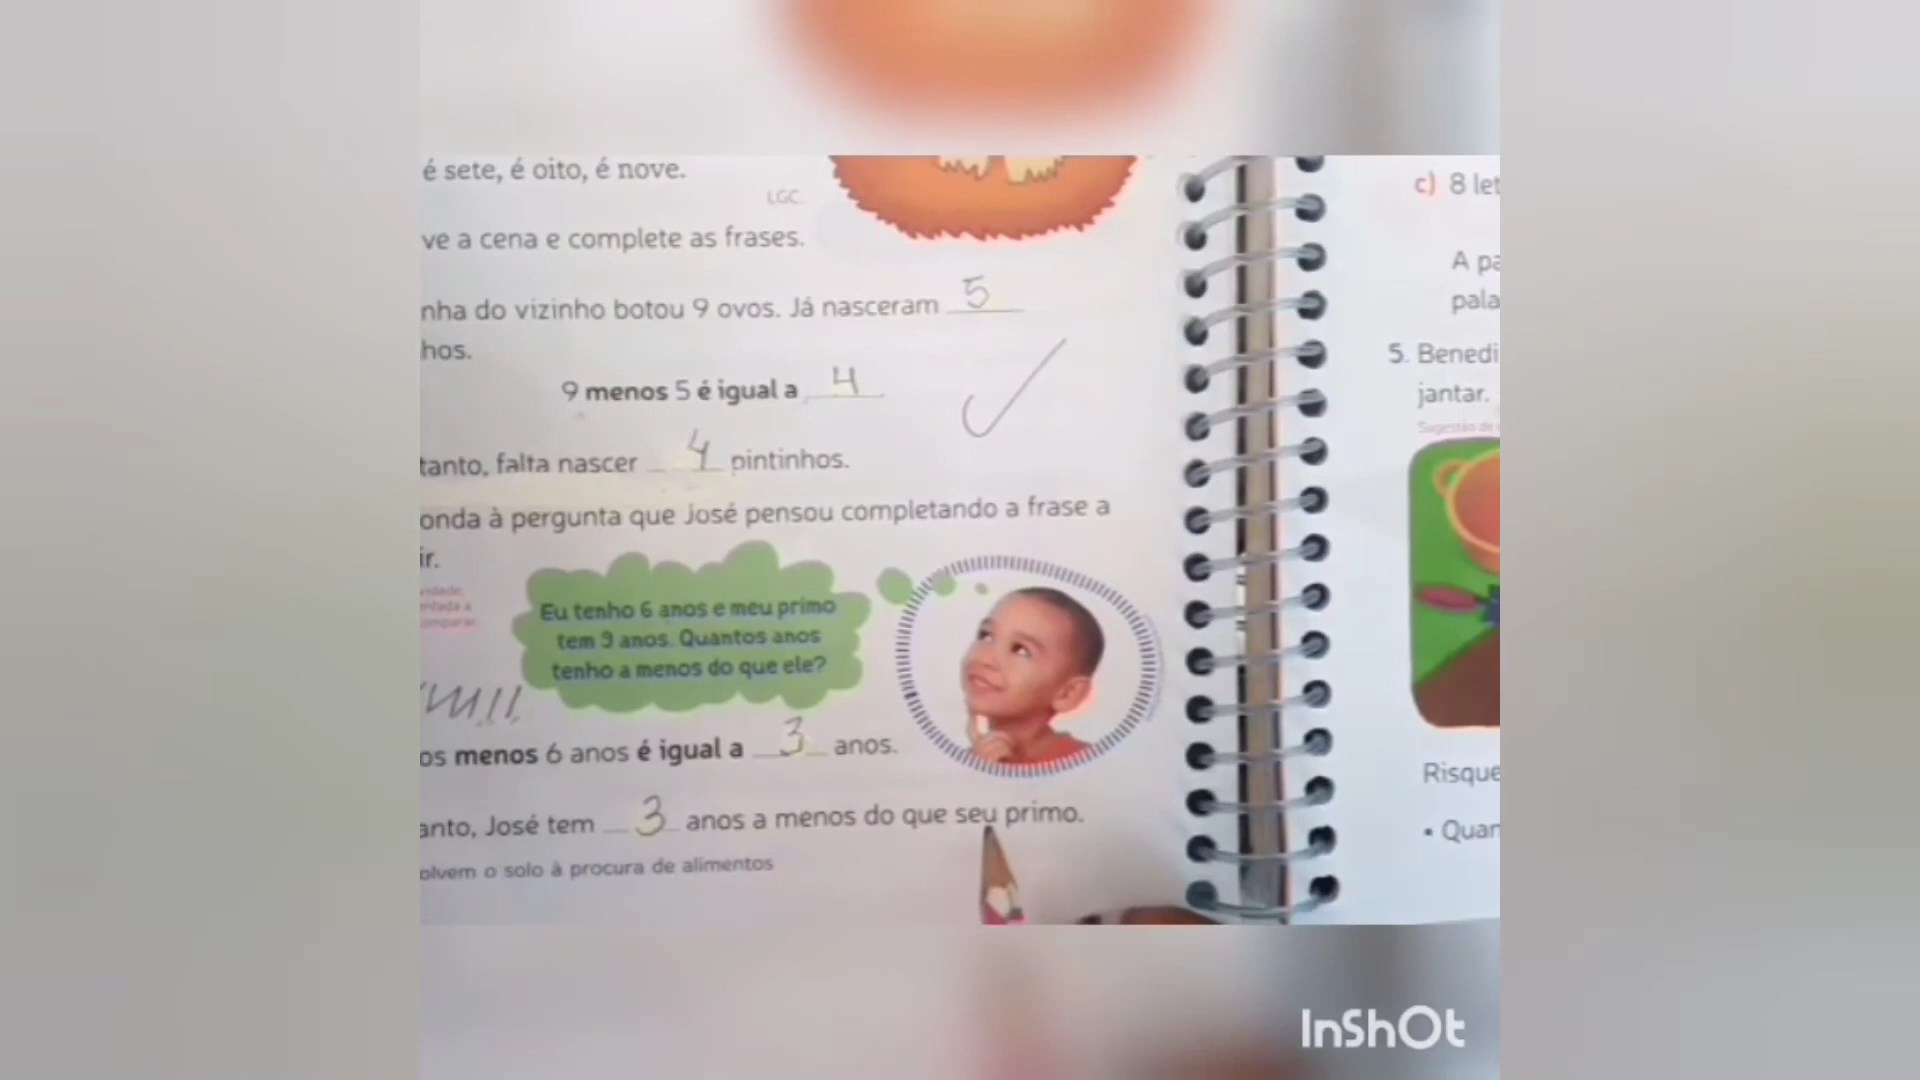 é sete, é oito, é nove.
LGC.
ve a cena e complete as frases.
nha do vizinho botou 9 ovos. Já nasceram 5
hos.
9 menos 5 é igual a 4
tanto, falta nascer 4 pintinhos.
onda à pergunta que José pensou completando a frase a
ir.
Eu tenho 6 anos e meu primo
tem 9 anos. Quantos anos
tenho a menos do que ele?
os menos 6 anos é igual a 3 anos.
anto, José tem 3 anos a menos do que seu primo.
olvem o solo à procura de alimentos
c) 8 let
A pa
pala
5. Benedi
jantar.
Sugestão de
Risque
• Quan
InShOt